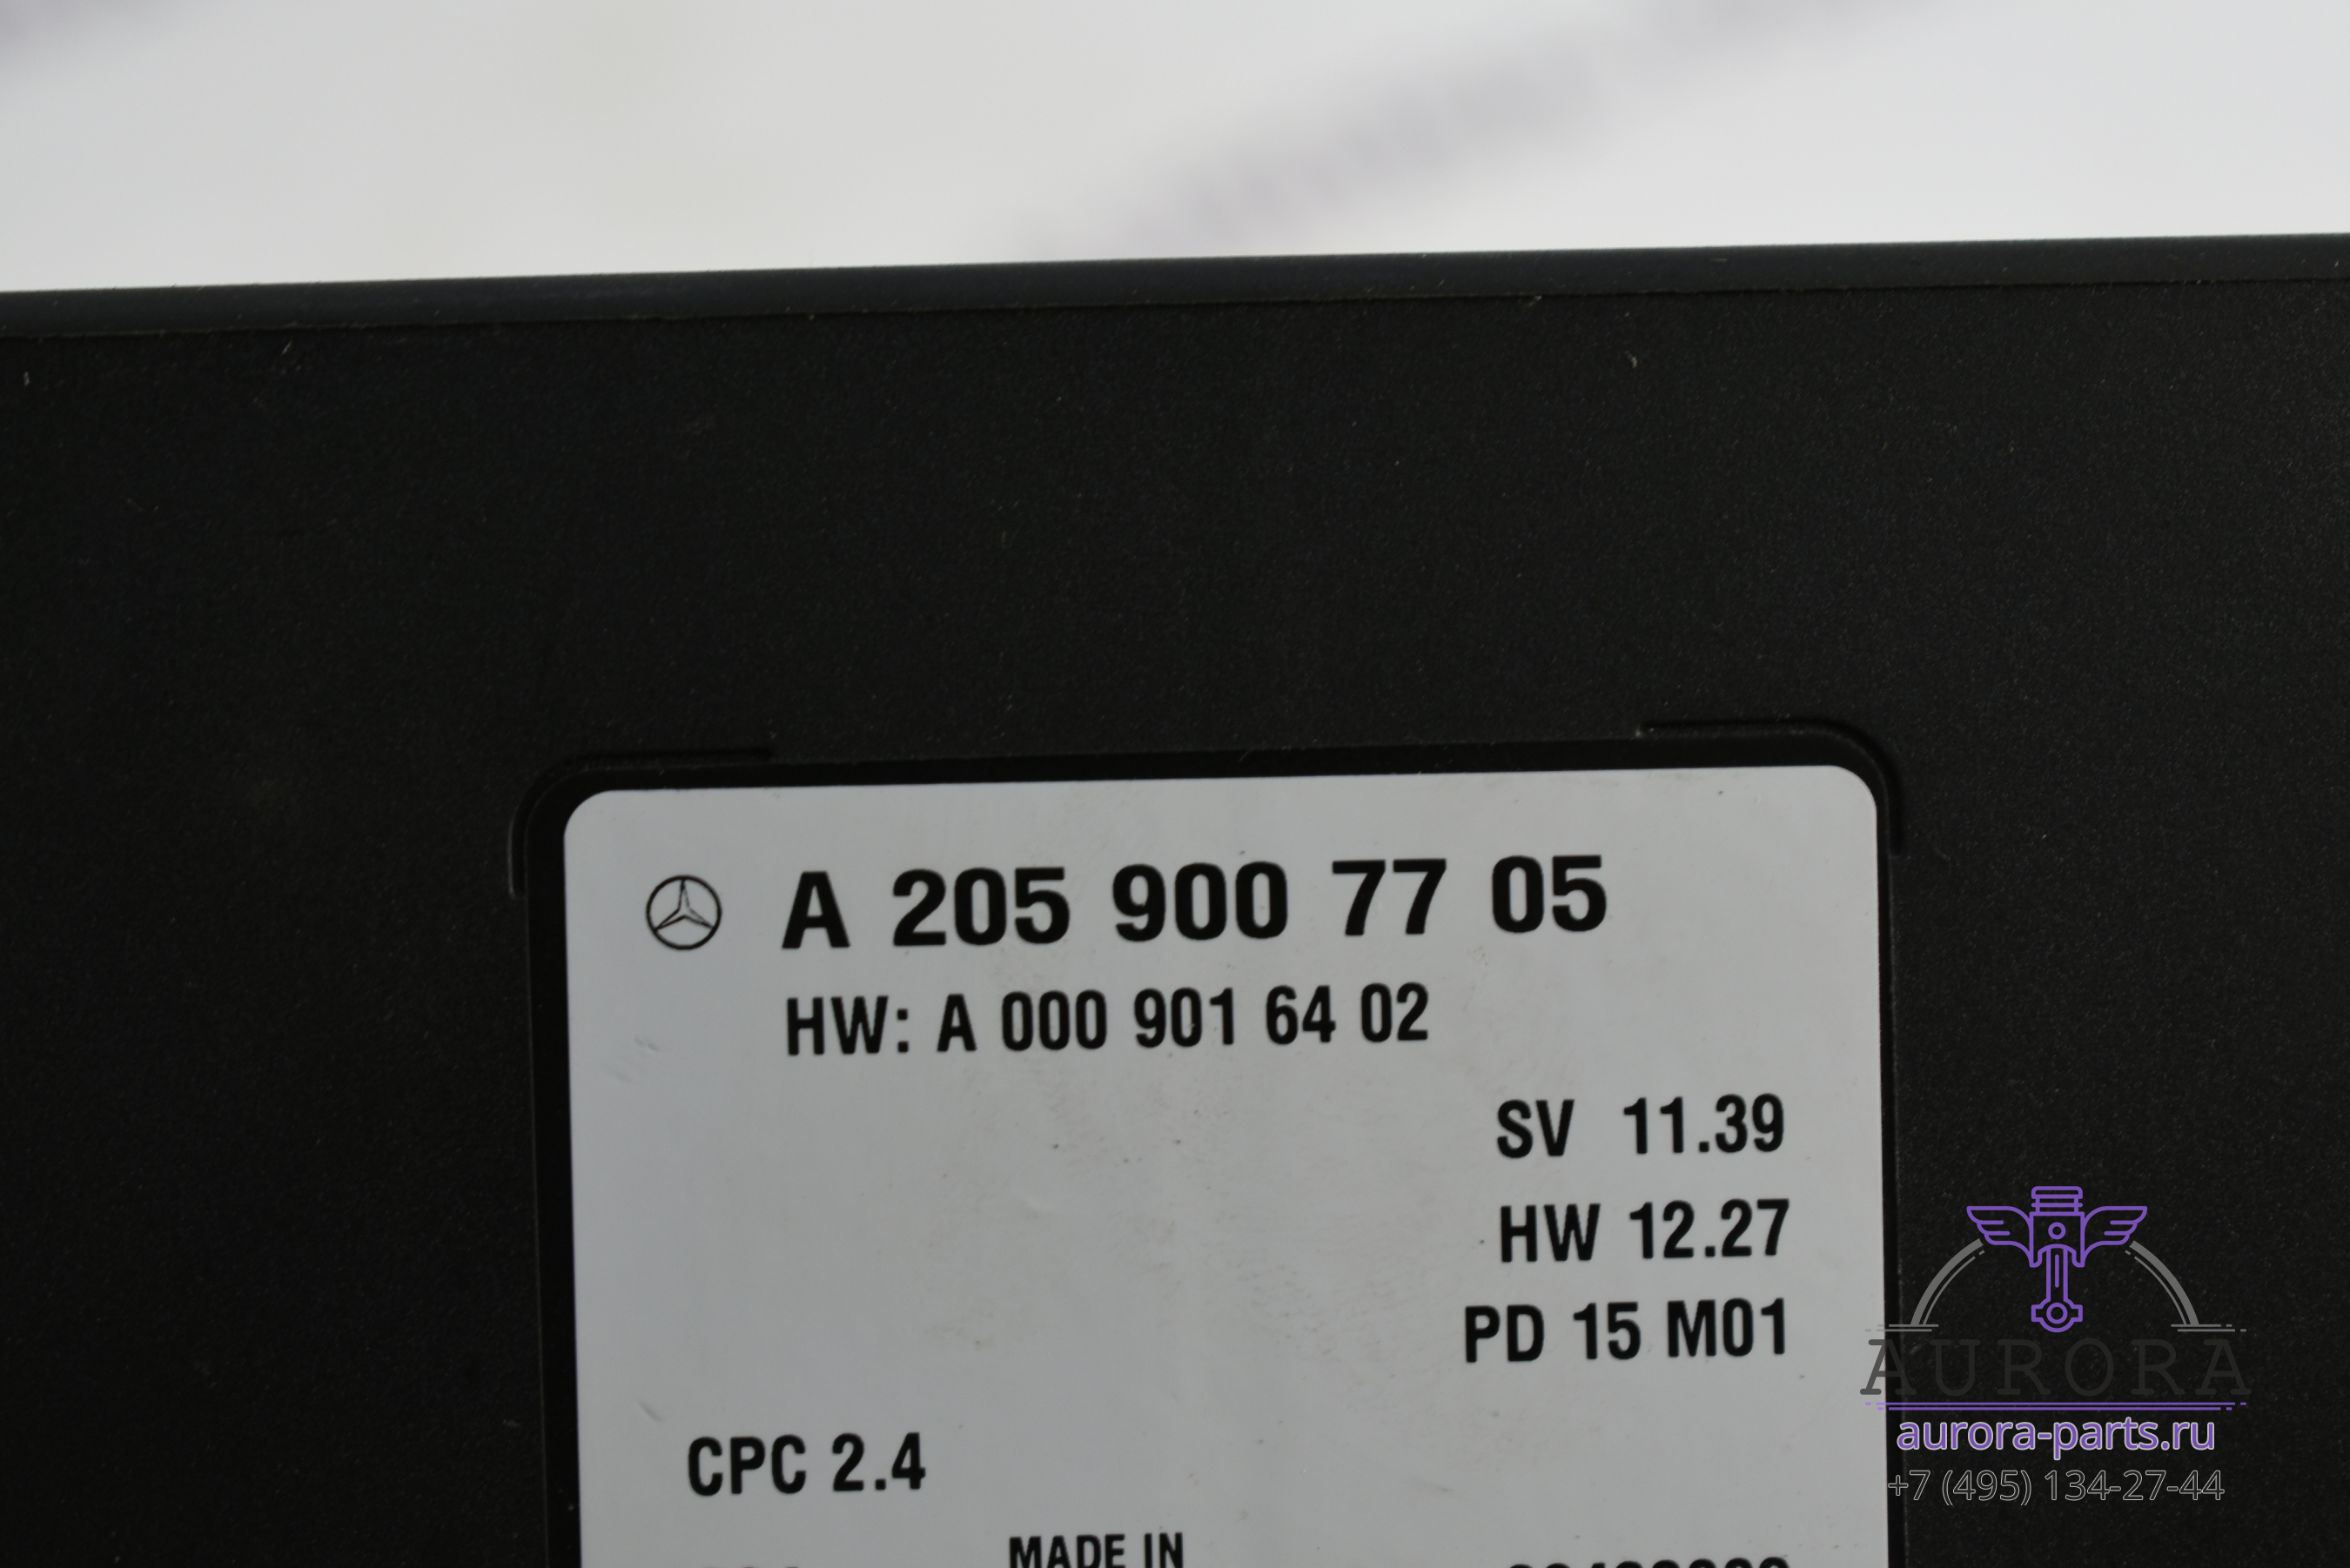 A 205 900 77 05
HW: A 000 901 64 02
SV 11.39
HW 12.27
PD 15 M01
CPC 2.4
MADE IN
AURORA
aurora-parts.ru
+7 (495) 134-27-44